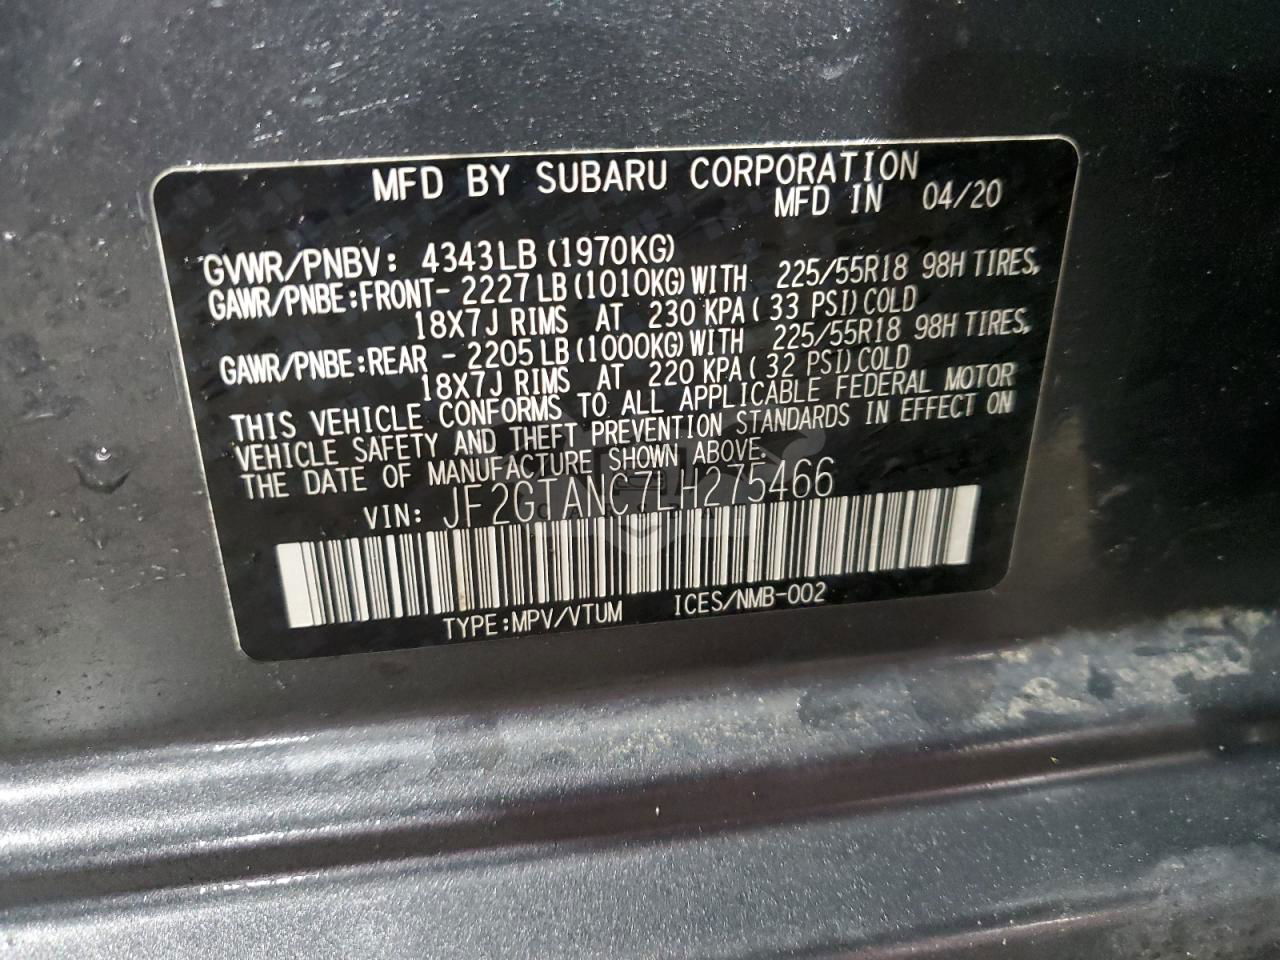 MFD BY SUBARU CORPORATION
MFD IN 04/20
GVWR/PNBV: 4343LB (1970KG)
GAWR/PNBE:FRONT- 2227LB(1010KG)WITH 225/55R18 98H TIRES,
18X7J RIMS AT 230 KPA( 33 PSI)COLD
GAWR/PNBE:REAR - 2205LB(1000KG)WITH 225/55R18 98H TIRES,
18X7J RIMS AT 220 KPA( 32 PSI)COLD
THIS VEHICLE CONFORMS TO ALL APPLICABLE FEDERAL MOTOR
VEHICLE SAFETY AND THEFT PREVENTION STANDARDS IN EFFECT ON
THE DATE OF MANUFACTURE SHOWN ABOVE.
VIN: JF2GTANC7LH275466
TYPE:MPV/VTUM ICES/NMB-002